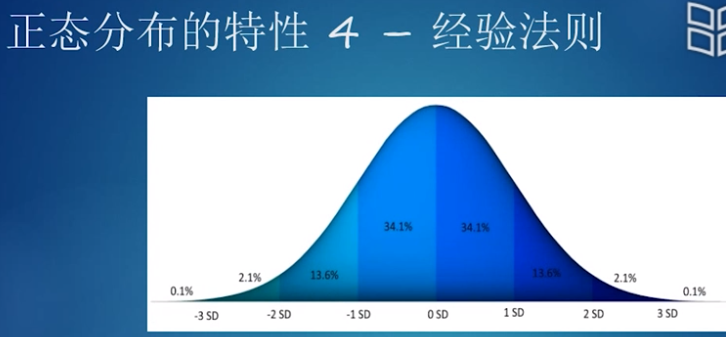 正态分布的特性 4 - 经验法则
34.1%
34.1%
0.1%
2.1%
13.6%
13.6%
2.1%
0.1%
-3 SD
-2 SD
-1 SD
0 SD
1 SD
2 SD
3 SD